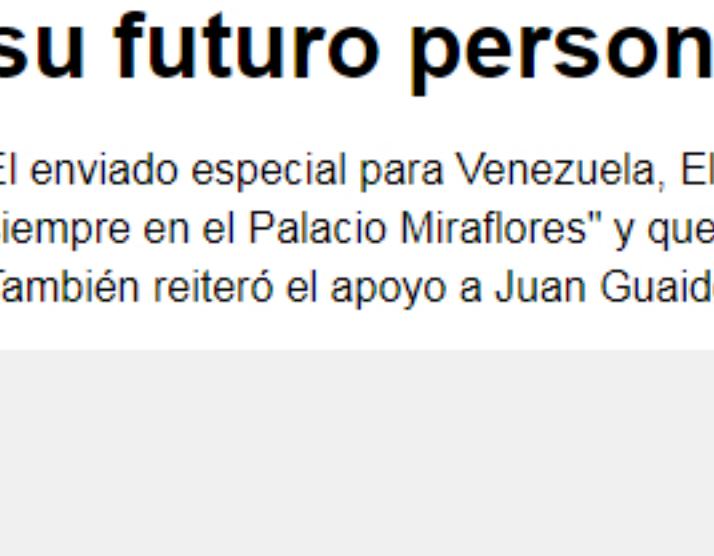 su futuro person
El enviado especial para Venezuela, El
siempre en el Palacio Miraflores" y que
También reiteró el apoyo a Juan Guaid